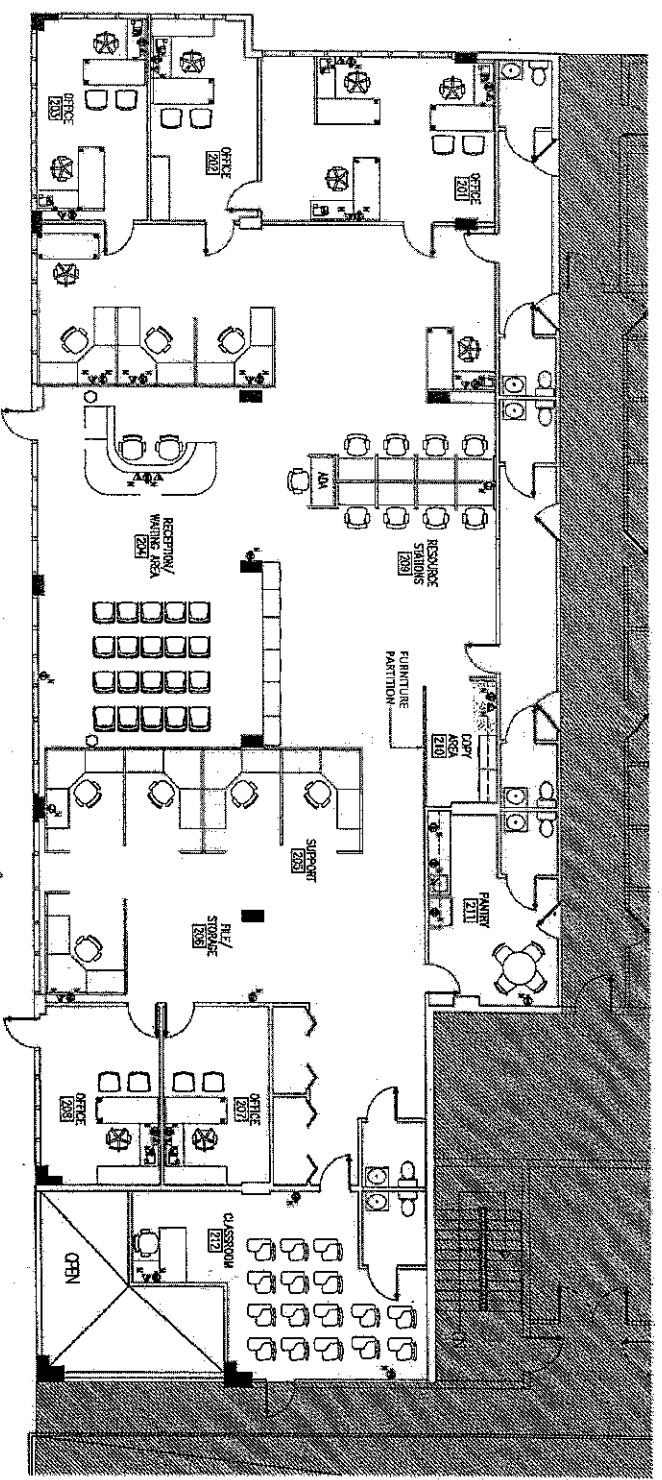 OFFICE
203
OFFICE
202
OFFICE
201
RECEPTION/
WAITING AREA
204
ADA
RESOURCE
STATIONS
209
FURNITURE
PARTITION
COPY
AREA
210
SUPPORT
205
FILE/
STORAGE
206
PANTRY
211
OFFICE
208
OFFICE
207
CLASSROOM
212
OPEN